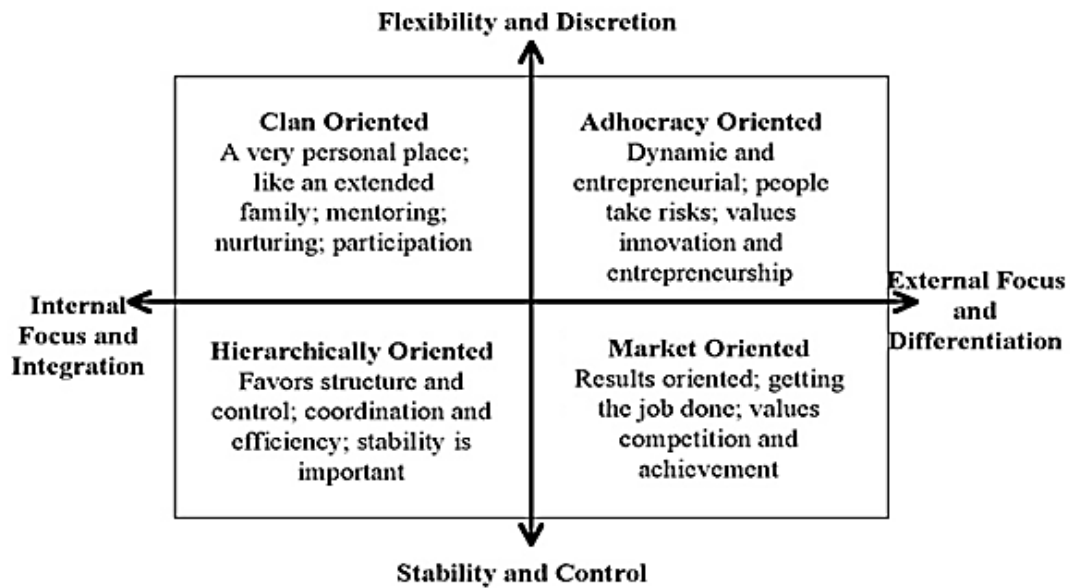 Flexibility and Discretion
Clan Oriented
A very personal place;
like an extended
family; mentoring;
nurturing; participation
Adhocracy Oriented
Dynamic and
entrepreneurial; people
take risks; values
innovation and
entrepreneurship
Internal
Focus and
Integration
External Focus
and
Differentiation
Hierarchically Oriented
Favors structure and
control; coordination and
efficiency; stability is
important
Market Oriented
Results oriented; getting
the job done; values
competition and
achievement
Stability and Control